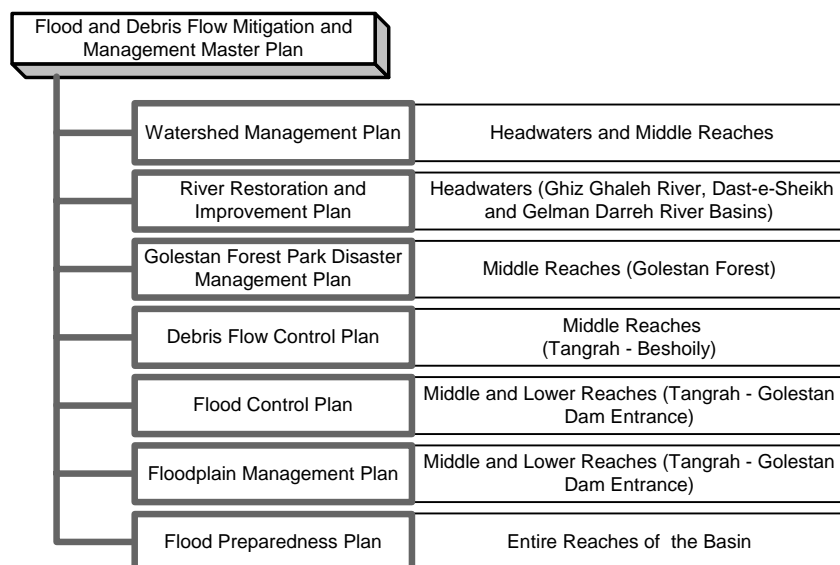 Flood and Debris Flow Mitigation and
Management Master Plan
Watershed Management Plan
Headwaters and Middle Reaches
River Restoration and
Improvement Plan
Headwaters (Ghiz Ghaleh River, Dast-e-Sheikh
and Gelman Darreh River Basins)
Golestan Forest Park Disaster
Management Plan
Middle Reaches (Golestan Forest)
Debris Flow Control Plan
Middle Reaches
(Tangrah - Beshoily)
Flood Control Plan
Middle and Lower Reaches (Tangrah - Golestan
Dam Entrance)
Floodplain Management Plan
Middle and Lower Reaches (Tangrah - Golestan
Dam Entrance)
Flood Preparedness Plan
Entire Reaches of the Basin